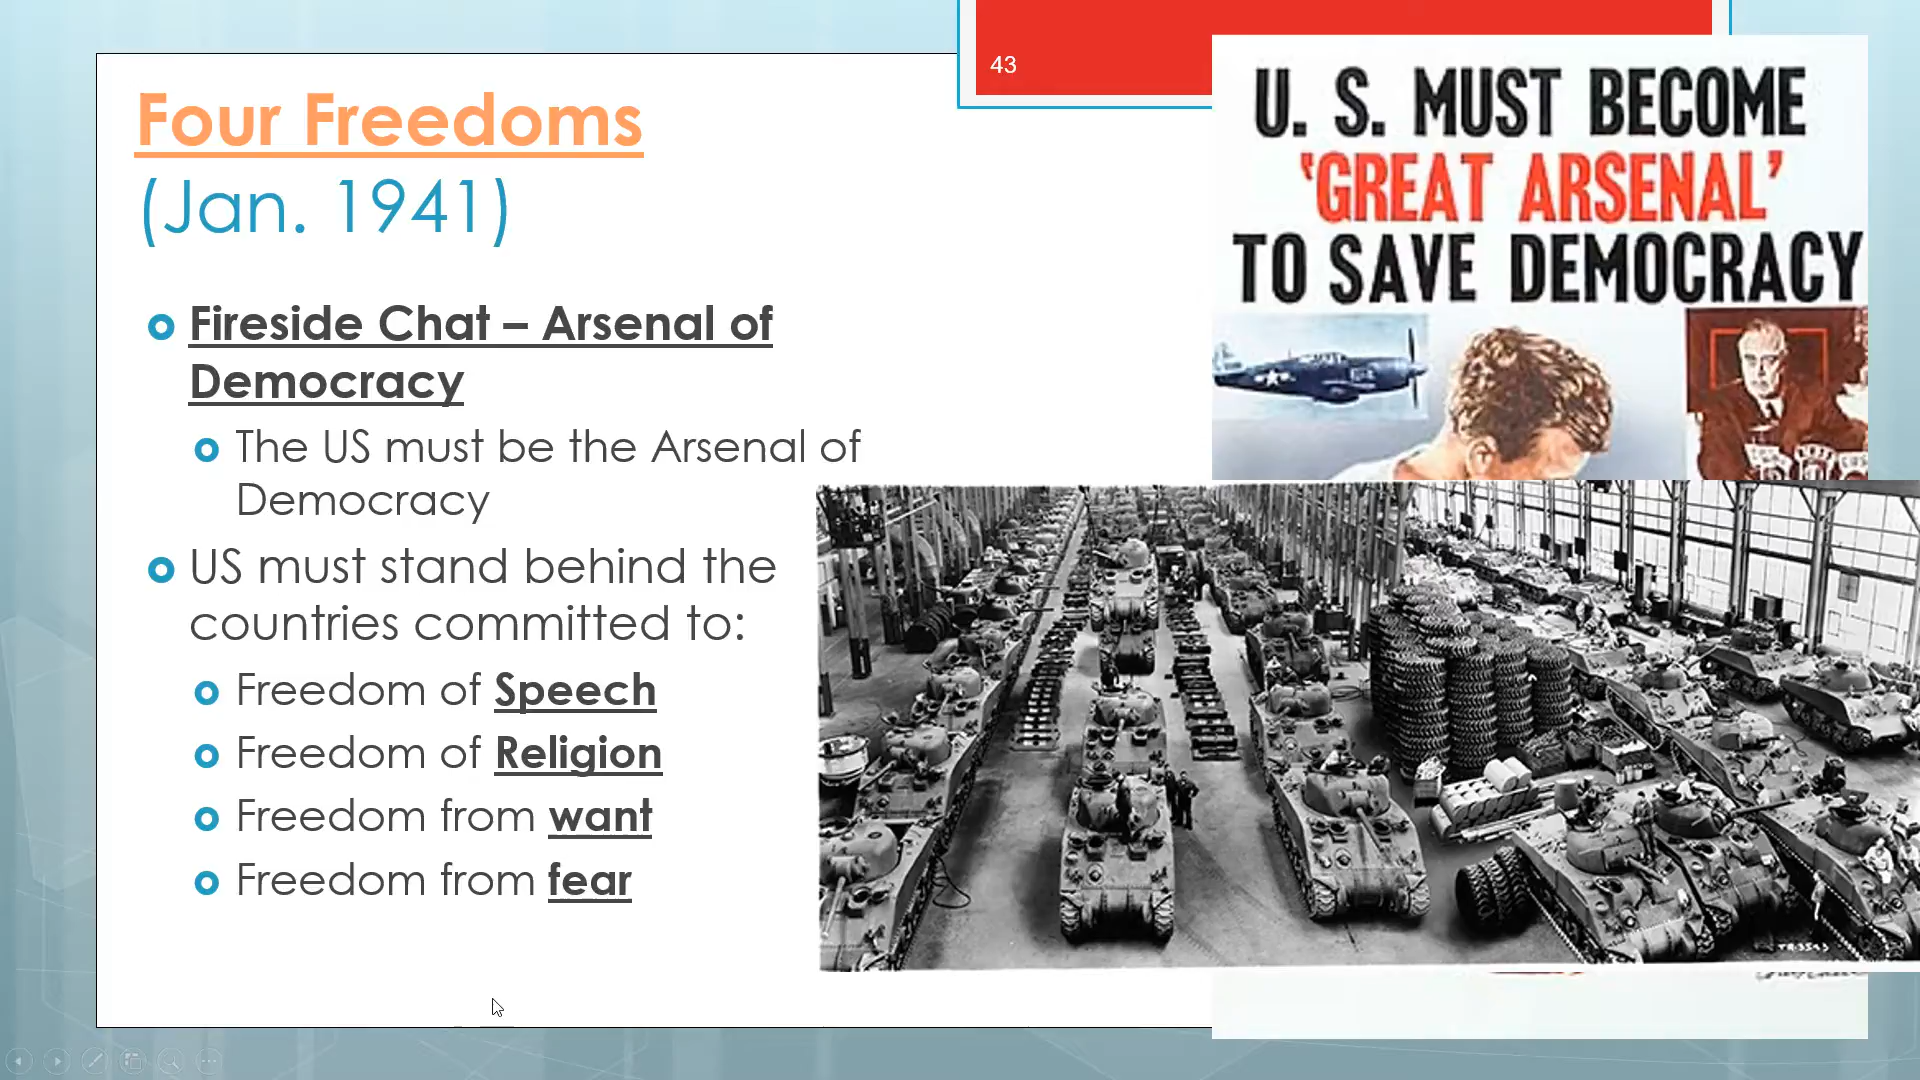 43
Four Freedoms
(Jan. 1941)
Fireside Chat – Arsenal of
Democracy
The US must be the Arsenal of
Democracy
US must stand behind the
countries committed to:
Freedom of Speech
Freedom of Religion
Freedom from want
Freedom from fear
U. S. MUST BECOME
'GREAT ARSENAL'
TO SAVE DEMOCRACY